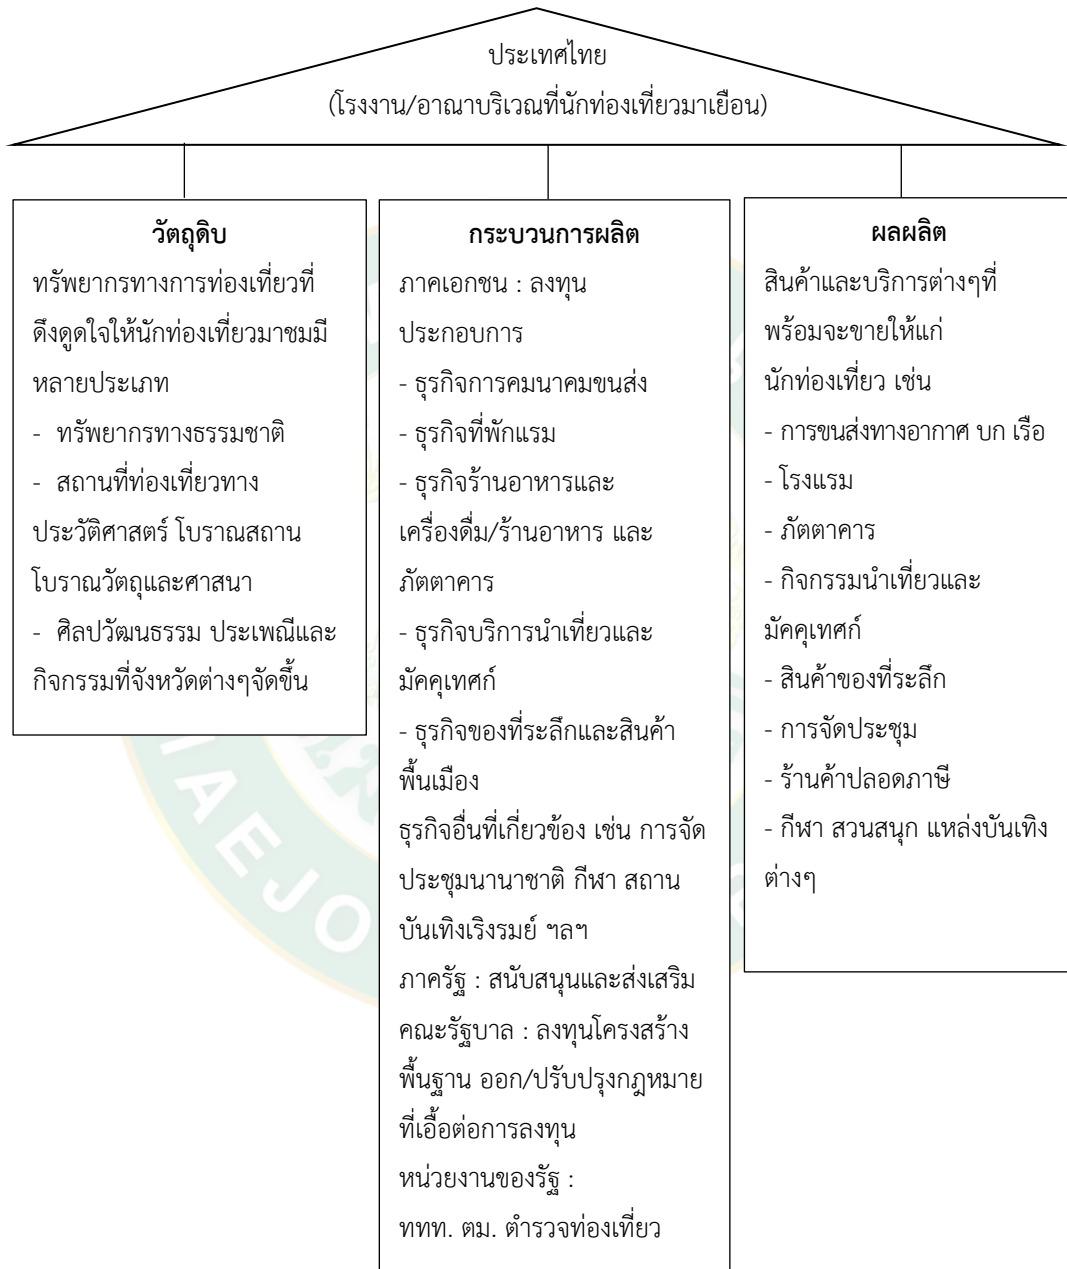 ประเทศไทย
(โรงงาน/อาณาบริเวณที่นักท่องเที่ยวมาเยือน)
วัตถุดิบ
ทรัพยากรทางการท่องเที่ยวที่
ดึงดูดใจให้นักท่องเที่ยวมาชมมี
หลายประเภท
- ทรัพยากรทางธรรมชาติ
- สถานที่ท่องเที่ยวทาง
ประวัติศาสตร์ โบราณสถาน
โบราณวัตถุและศาสนา
- ศิลปวัฒนธรรม ประเพณีและ
กิจกรรมที่จังหวัดต่างๆจัดขึ้น
กระบวนการผลิต
ภาคเอกชน : ลงทุน
ประกอบการ
- ธุรกิจการคมนาคมขนส่ง
- ธุรกิจที่พักแรม
- ธุรกิจร้านอาหารและ
เครื่องดื่ม/ร้านอาหาร และ
ภัตตาคาร
- ธุรกิจบริการนำเที่ยวและ
มัคคุเทศก์
- ธุรกิจของที่ระลึกและสินค้า
พื้นเมือง
ธุรกิจอื่นที่เกี่ยวข้อง เช่น การจัด
ประชุมนานาชาติ กีฬา สถาน
บันเทิงเริงรมย์ ฯลฯ
ภาครัฐ : สนับสนุนและส่งเสริม
คณะรัฐบาล : ลงทุนโครงสร้าง
พื้นฐาน ออก/ปรับปรุงกฎหมาย
ที่เอื้อต่อการลงทุน
หน่วยงานของรัฐ :
ททท. ตม. ตำรวจท่องเที่ยว
ผลผลิต
สินค้าและบริการต่างๆที่
พร้อมจะขายให้แก่
นักท่องเที่ยว เช่น
- การขนส่งทางอากาศ บก เรือ
- โรงแรม
- ภัตตาคาร
- กิจกรรมนำเที่ยวและ
มัคคุเทศก์
- สินค้าของที่ระลึก
- การจัดประชุม
- ร้านค้าปลอดภาษี
- กีฬา สวนสนุก แหล่งบันเทิง
ต่างๆ